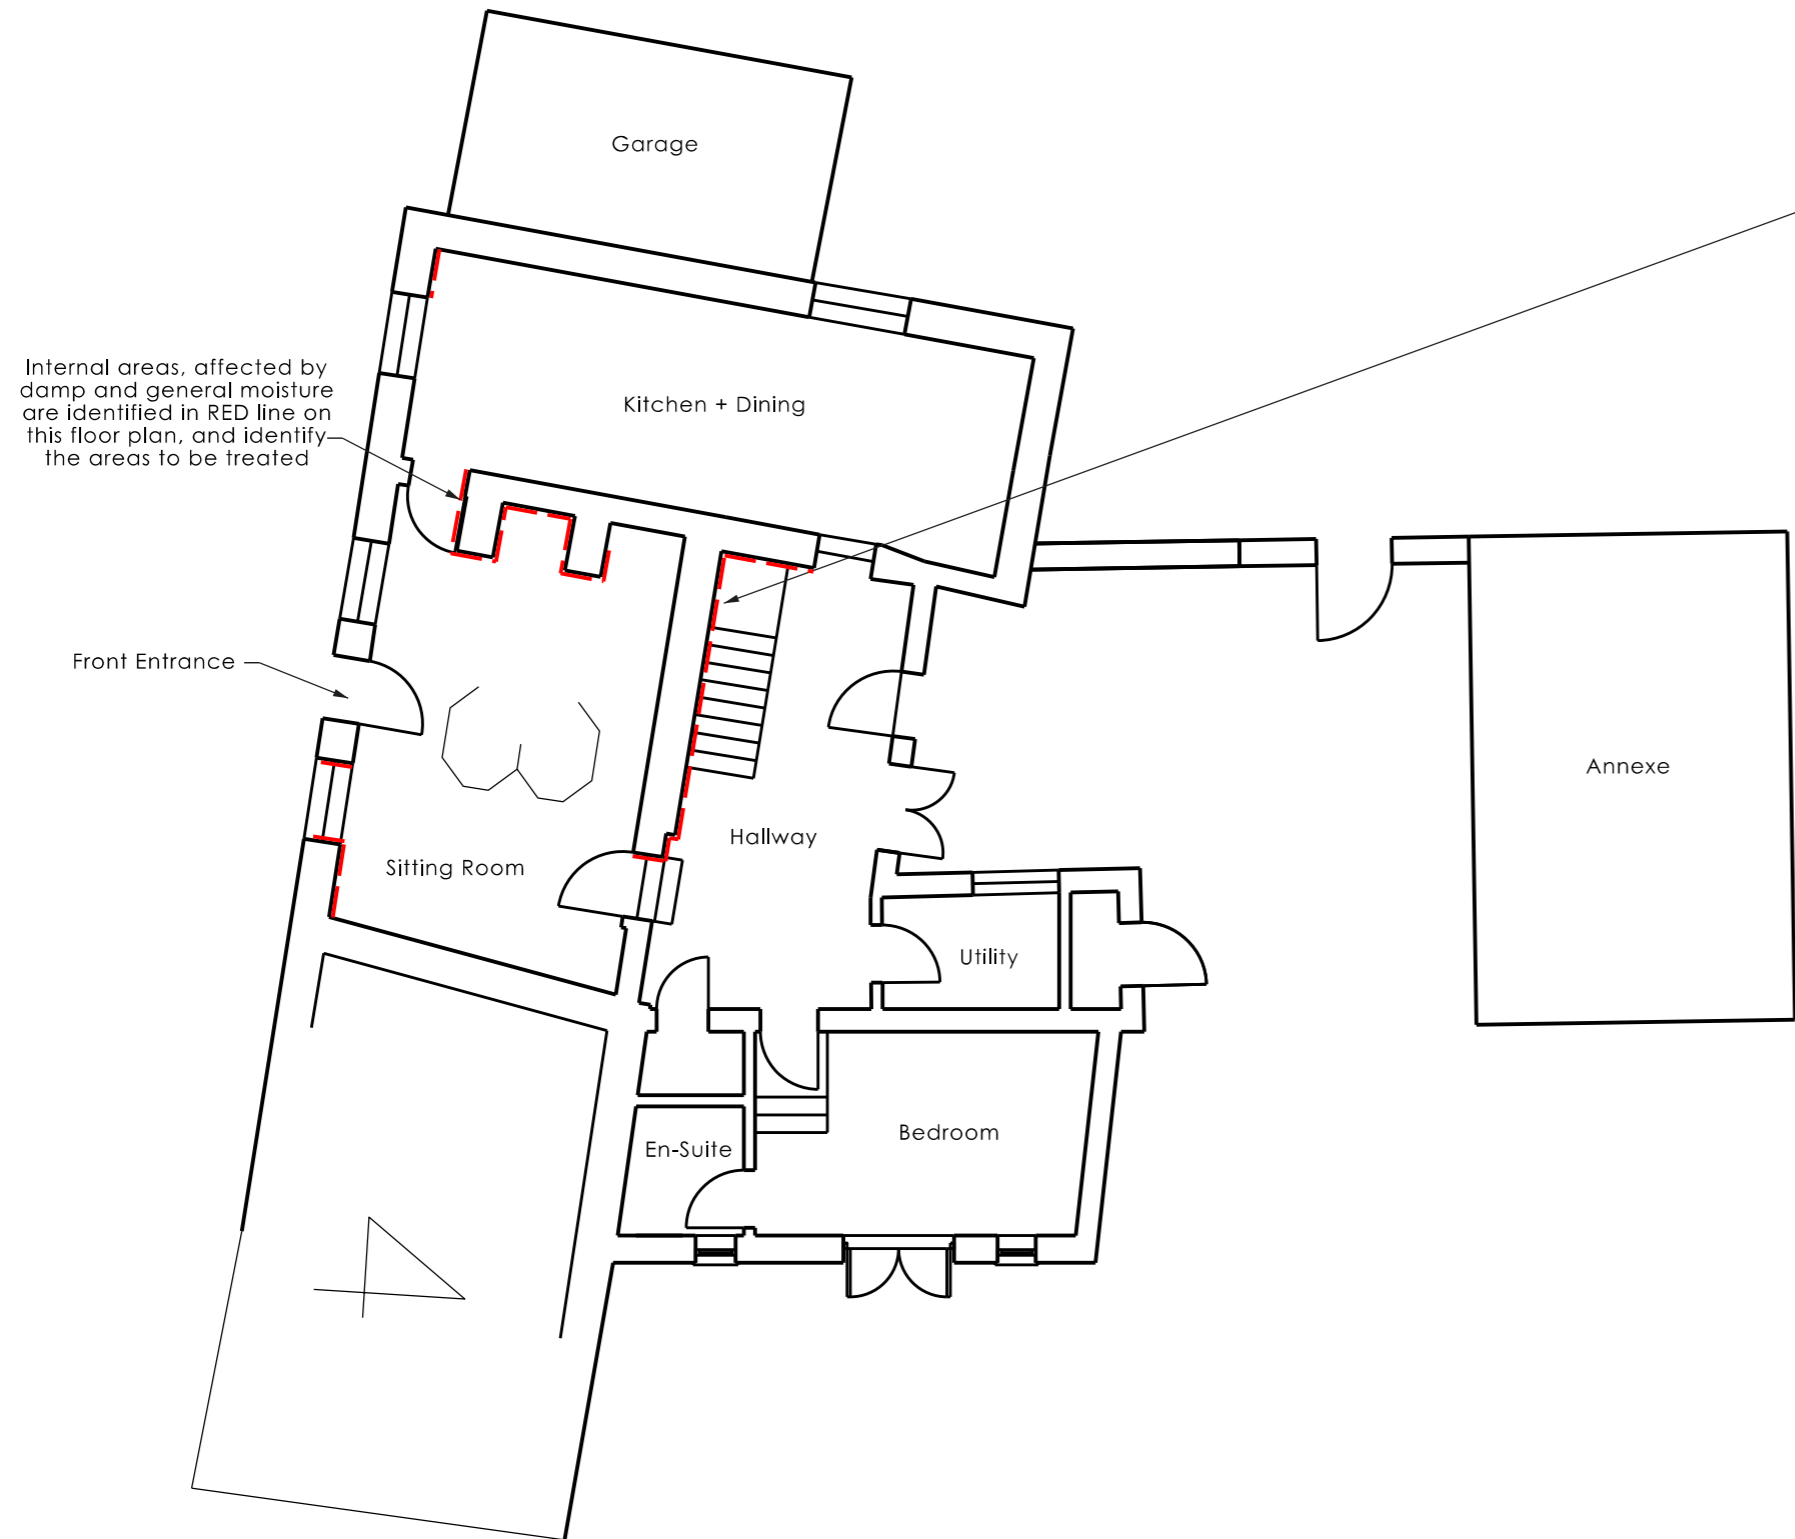 Garage
Internal areas, affected by
damp and general moisture
are identified in RED line on
this floor plan, and identify
the areas to be treated
Kitchen + Dining
Front Entrance
Annexe
Hallway
Sitting Room
Utility
Bedroom
En-Suite